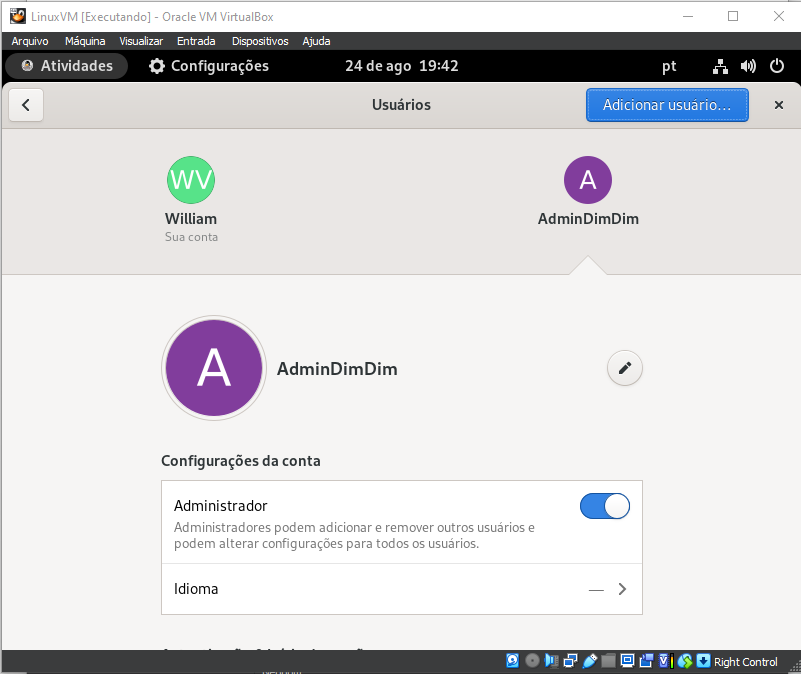 LinuxVM [Executando] - Oracle VM VirtualBox
Arquivo Máquina Visualizar Entrada Dispositivos Ajuda
Atividades Configurações 24 de ago 19:42 pt
Usuários Adicionar usuário...
WV A
William AdminDimDim
Sua conta
A AdminDimDim
Configurações da conta
Administrador
Administradores podem adicionar e remover outros usuários e
podem alterar configurações para todos os usuários.
Idioma —
Right Control